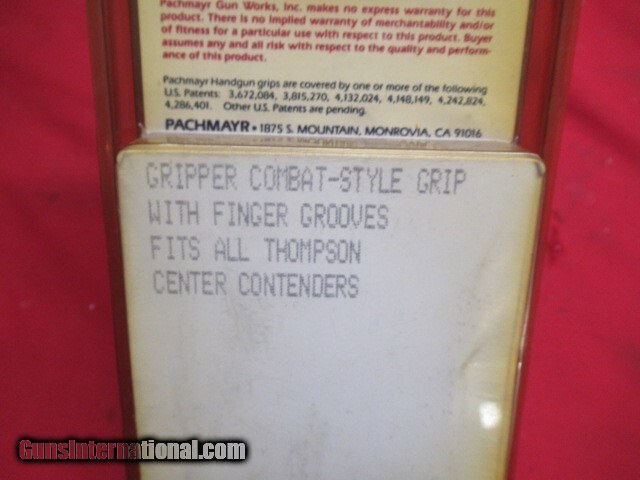 Pachmayr Gun Works, Inc. makes no express warranty for this
product. There is no implied warranty of merchantability and/or
of fitness for a particular use with respect to this product. Buyer
assumes any and all risk with respect to the quality and perform-
ance of this product.
Pachmayr Handgun grips are covered by one or more of the following
U.S. Patents: 3,672,084, 3,815,270, 4,132,024, 4,148,149, 4,242,824,
4,286,401. Other U.S. Patents are pending.
PACHMAYR • 1875 S. MOUNTAIN, MONROVIA, CA 91016
GRIPPER COMBAT-STYLE GRIP
WITH FINGER GROOVES
FITS ALL THOMPSON
CENTER CONTENDERS
GunsInternational.com